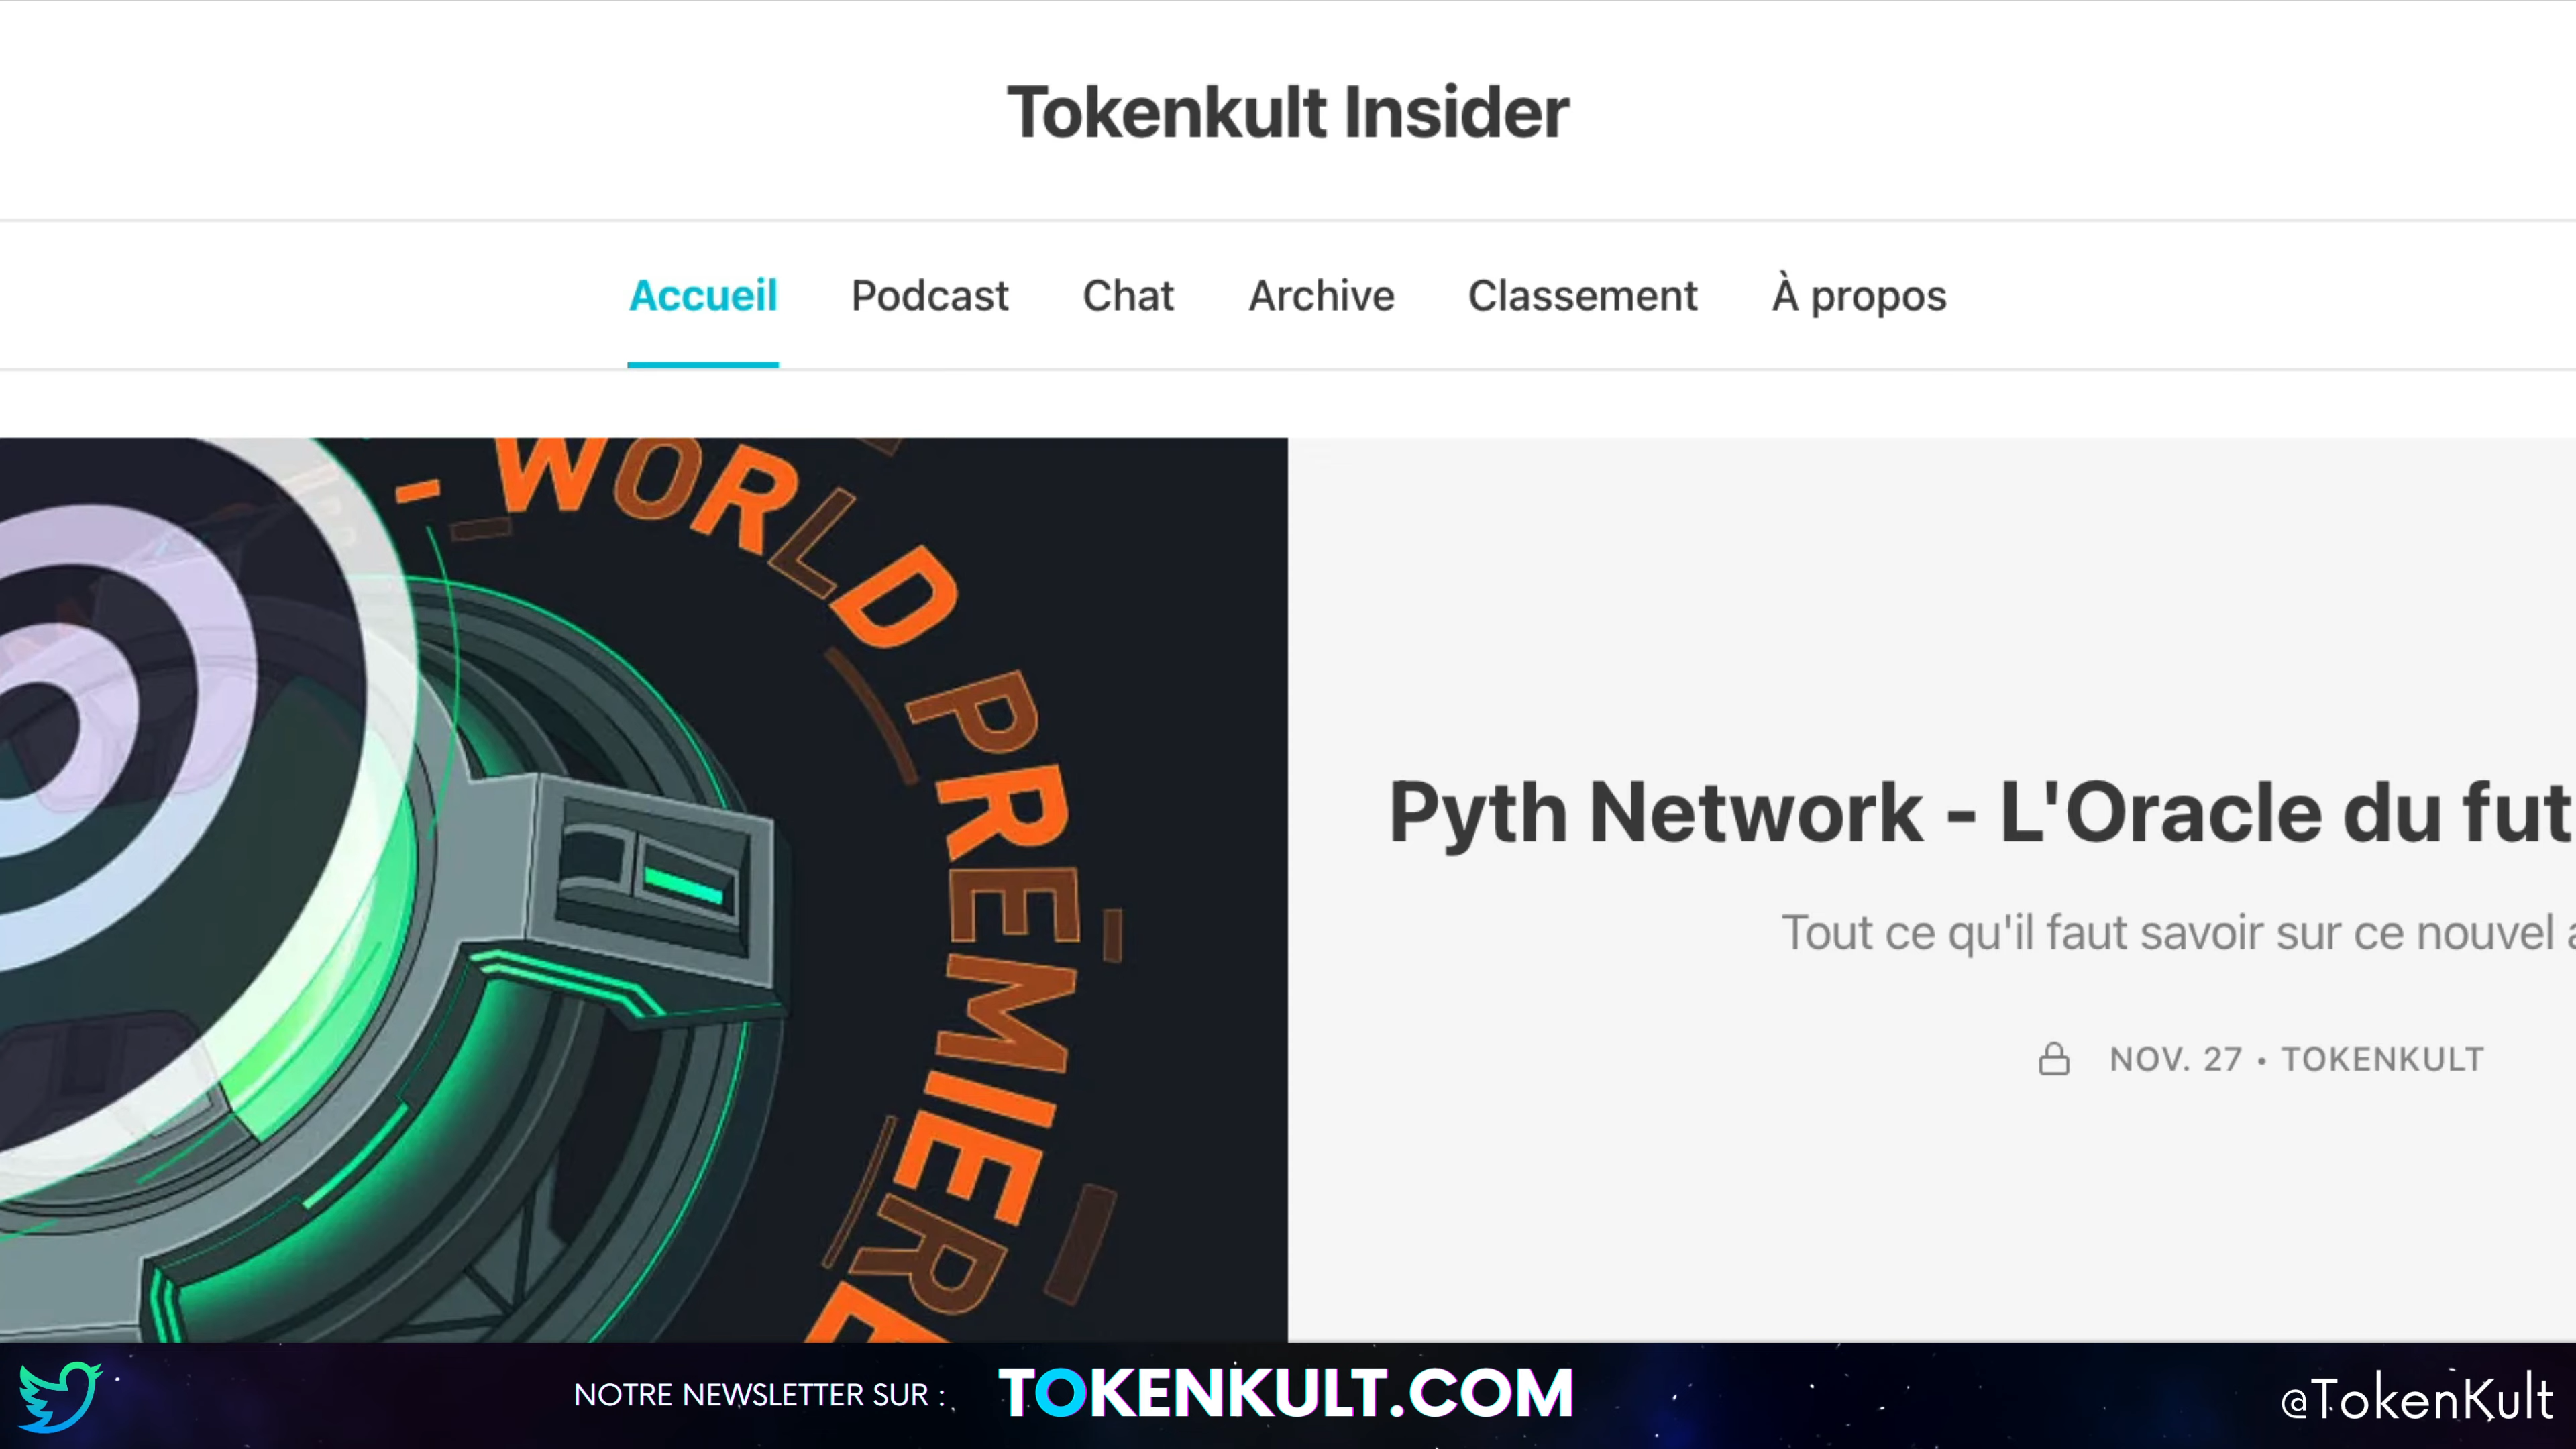 Tokenkult Insider
Accueil Podcast Chat Archive Classement À propos
- WORLD PREMIERE
Pyth Network - L'Oracle du fut
Tout ce qu'il faut savoir sur ce nouvel a
NOV. 27 • TOKENKULT
NOTRE NEWSLETTER SUR : TOKENKULT.COM
@TokenKult